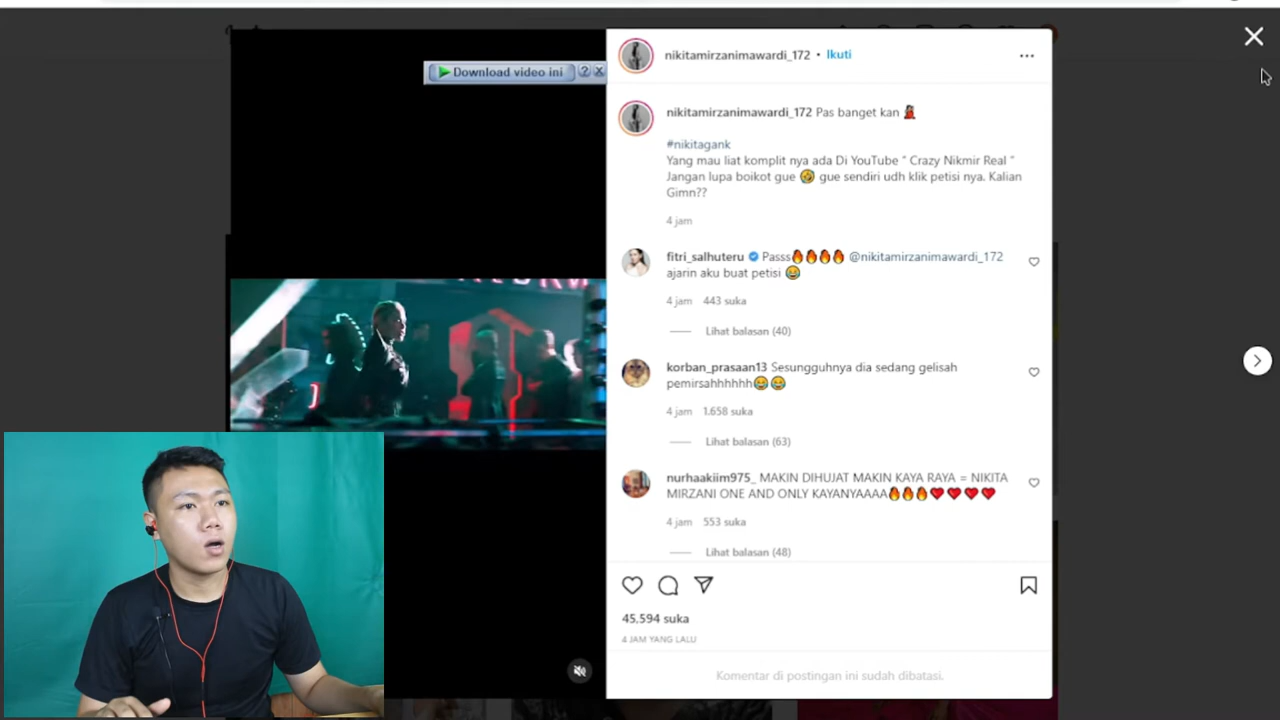 Download video ini
nikitamirzanimawardi_172 • Ikuti
nikitamirzanimawardi_172 Pas banget kan
#nikitagank
Yang mau liat komplit nya ada Di YouTube " Crazy Nikmir Real "
Jangan lupa boikot gue 🤣 gue sendiri udh klik petisi nya. Kalian
Gimn??
4 jam
fitri_salhuteru Passs🔥🔥🔥🔥 @nikitamirzanimawardi_172
ajarin aku buat petisi 😂
4 jam 443 suka
Lihat balasan (40)
korban_prasaan13 Sesungguhnya dia sedang gelisah
pemirsahhhhhh😂😂
4 jam 1.658 suka
Lihat balasan (63)
nurhaakiim975_ MAKIN DIHUJAT MAKIN KAYA RAYA = NIKITA
MIRZANI ONE AND ONLY KAYANYAAAA🔥🔥🔥❤❤❤❤
4 jam 553 suka
Lihat balasan (48)
45.594 suka
4 JAM YANG LALU
Komentar di postingan ini sudah dibatasi.